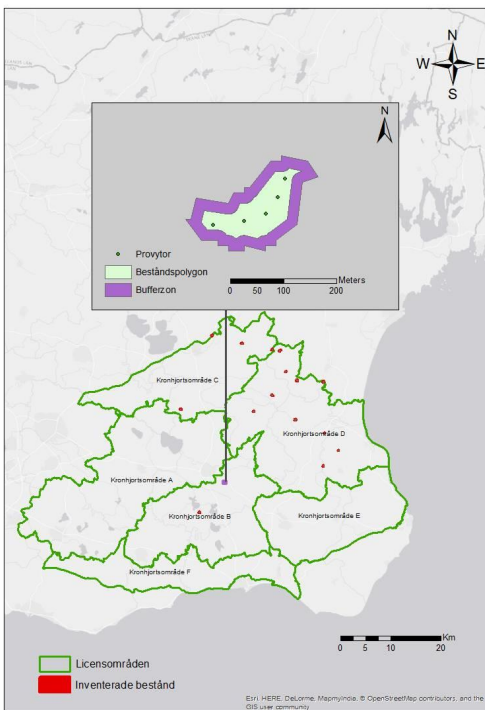 N
W E
S
N
Provytor
Beståndspolygon
Bufferzon
Meters
0 50 100 200
Kronhjortsområde C
Kronhjortsområde D
Kronhjortsområde A
Kronhjortsområde B
Kronhjortsområde E
Kronhjortsområde F
Km
0 5 10 20
Licensområden
Inventerade bestånd
Esri, HERE, DeLorme, MapmyIndia, © OpenStreetMap contributors, and the
GIS user community